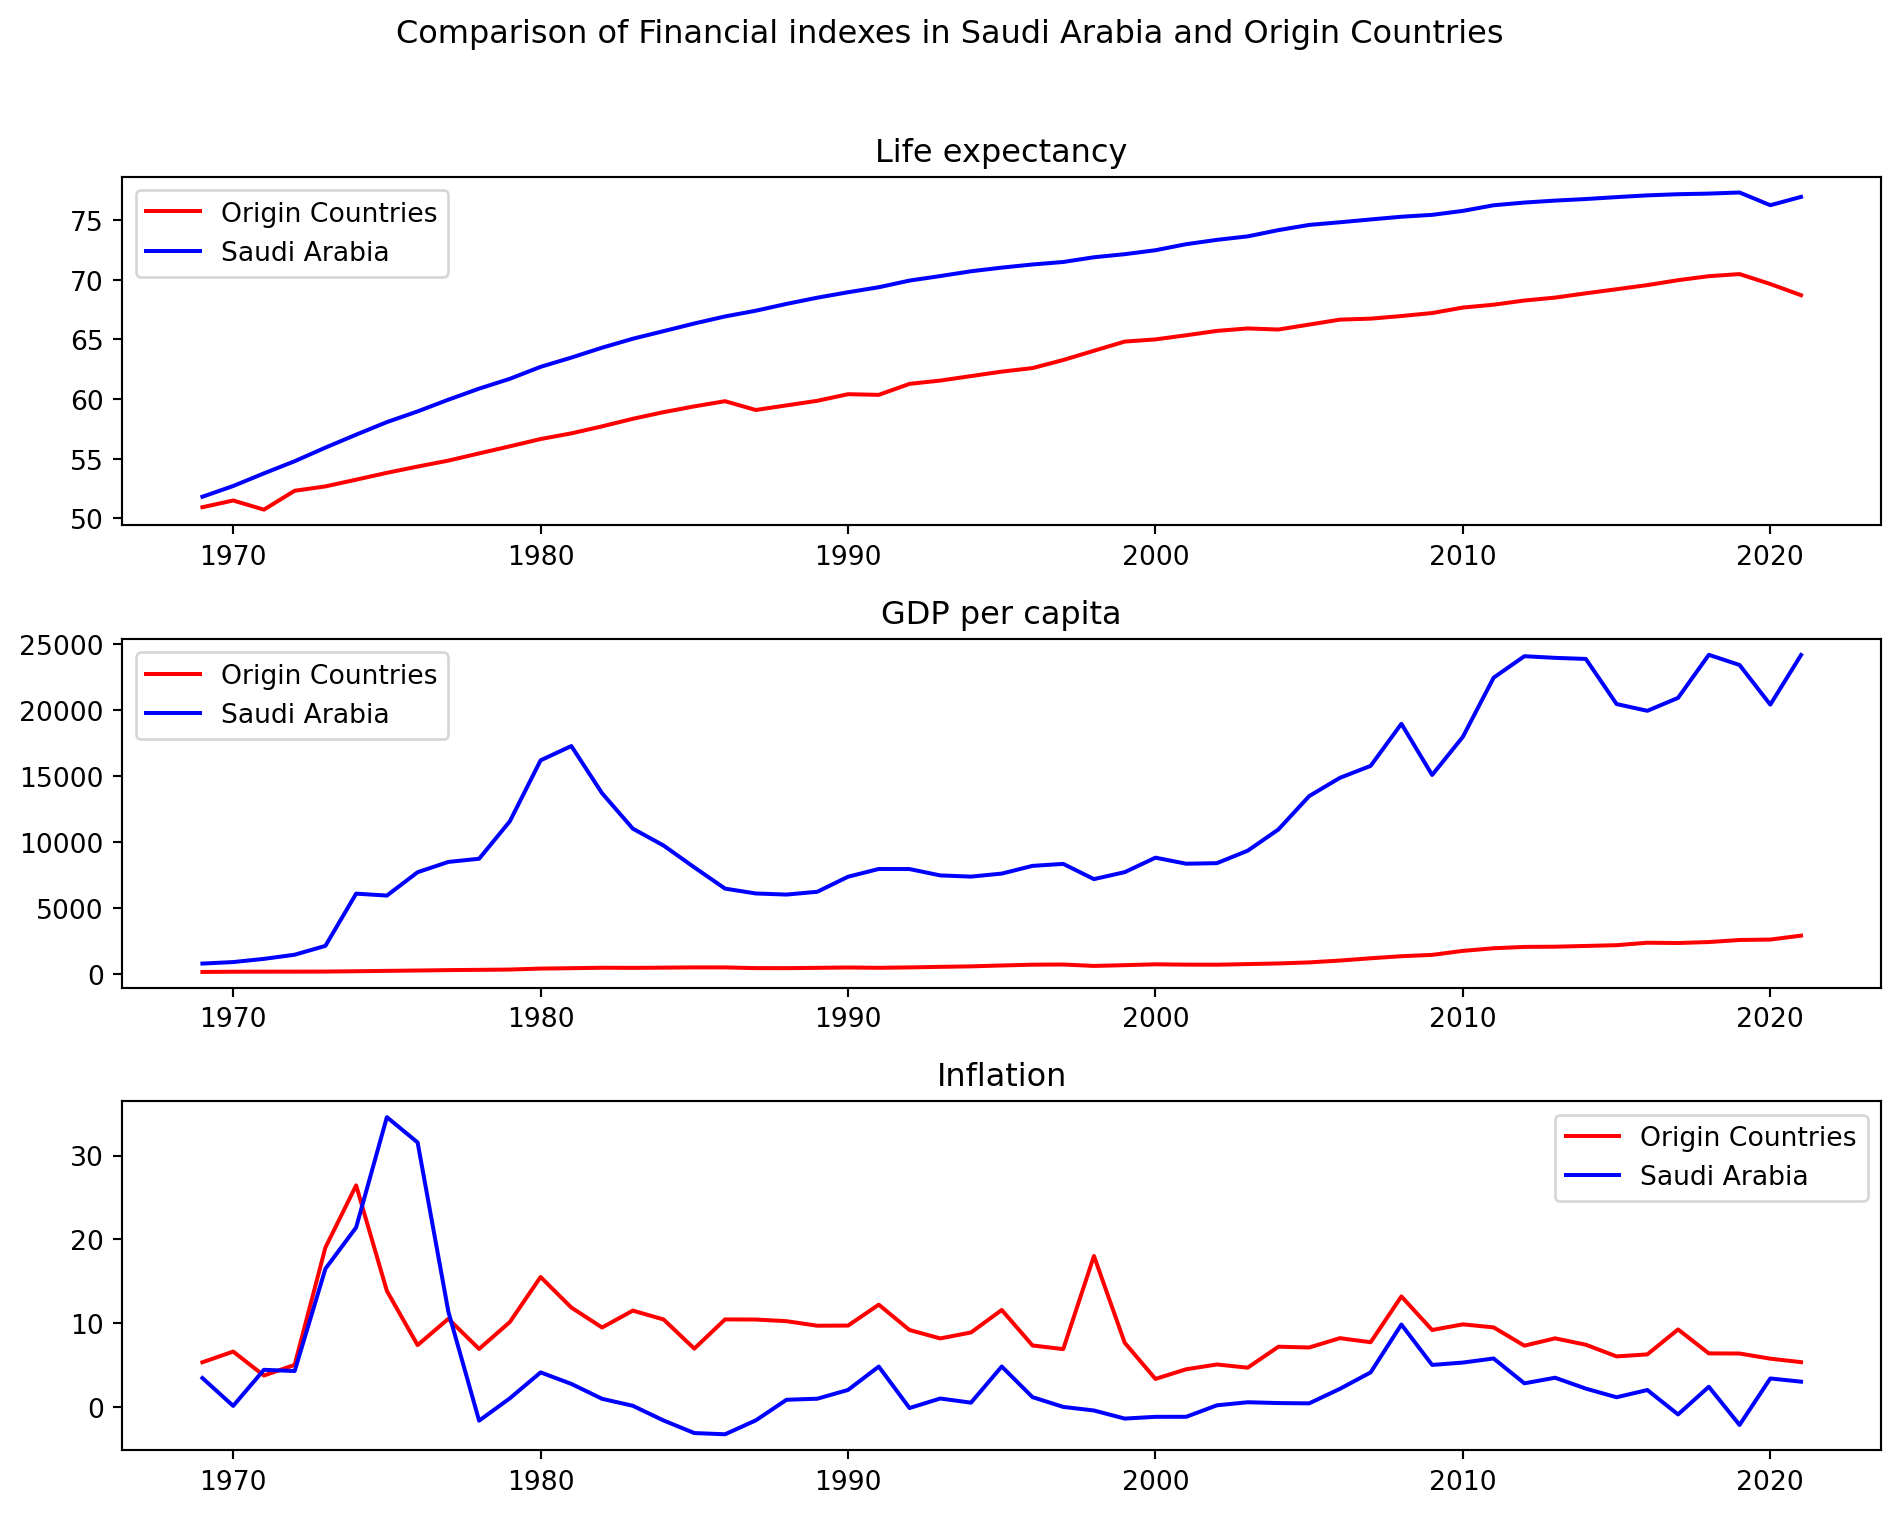 Comparison of Financial indexes in Saudi Arabia and Origin Countries
Life expectancy
Origin Countries
Saudi Arabia
75
70
65
60
55
50
1970 1980 1990 2000 2010 2020
GDP per capita
Origin Countries
Saudi Arabia
25000
20000
15000
10000
5000
0
1970 1980 1990 2000 2010 2020
Inflation
Origin Countries
Saudi Arabia
30
20
10
0
1970 1980 1990 2000 2010 2020